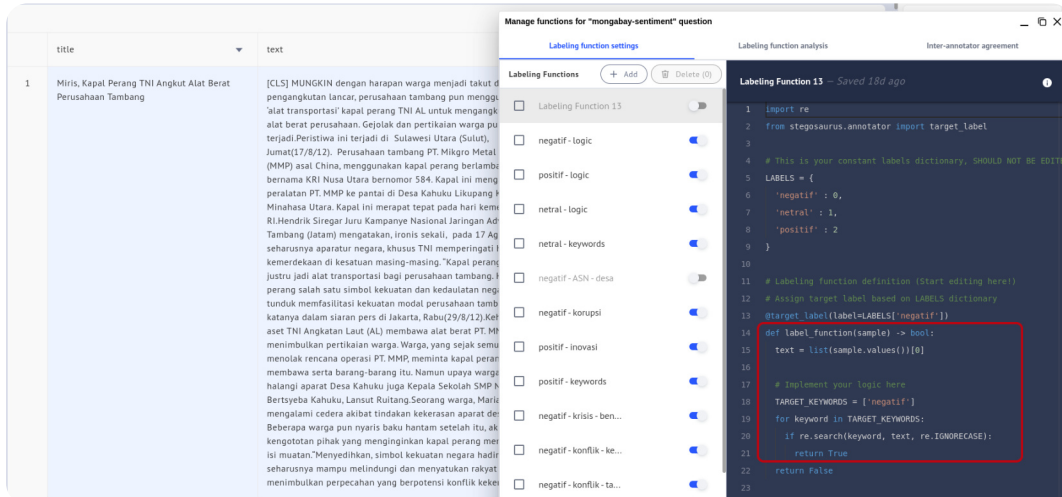 Manage functions for "mongabay-sentiment" question
title
text
Labeling function settings
Labeling function analysis
Inter-annotator agreement
1
Miris, Kapal Perang TNI Angkut Alat Berat
Perusahaan Tambang
[CLS] MUNGKIN dengan harapan warga menjadi takut d
pengangkutan lancar, perusahaan tambang pun menggu
'alat transportasi' kapal perang TNI AL untuk mengangk
alat berat perusahaan. Gejolak dan pertikaian warga pu
terjadi.Peristiwa ini terjadi di Sulawesi Utara (Sulut),
Jumat(17/8/12). Perusahaan tambang PT. Mikgro Metal
(MMP) asal China, menggunakan kapal perang berlamba
bernama KRI Nusa Utara bernomor 584. Kapal ini meng
peralatan PT. MMP ke pantai di Desa Kahuku Likupang
Minahasa Utara. Kapal ini merapat tepat pada hari keme
RI.Hendrik Siregar Juru Kampanye Nasional Jaringan Ad
Tambang (Jatam) mengatakan, ironis sekali, pada 17 Ag
seharusnya aparatur negara, khusus TNI memperingati
kemerdekaan di kesatuan masing-masing."Kapal perang
justru jadi alat transportasi bagi perusahaan tambang.
perang salah satu simbol kekuatan dan kedaulatan neg
tunduk memfasilitasi kekuatan modal perusahaan tamb
katanya dalam siaran pers di Jakarta, Rabu(29/8/12).Keh
aset TNI Angkatan Laut (AL) membawa alat berat PT. MM
menimbulkan pertikaian warga. Warga, yang sejak semu
menolak rencana operasi PT. MMP, meminta kapal peran
membawa serta barang-barang itu. Namun upaya warga
halangi aparat Desa Kahuku juga Kepala Sekolah SMP N
Bertsyeba Kahuku, Lansut Ruitang.Seorang warga, Maria
mengalami cedera akibat tindakan kekerasan aparat des
Beberapa warga pun nyaris baku hantam setelah itu, ak
kengototan pihak yang menginginkan kapal perang mer
isi muatan."Menyedihkan, simbol kekuatan negara hadir
seharusnya mampu melindungi dan menyatukan rakyat
menimbulkan perpecahan yang berpotensi konflik keke
Labeling Functions
+ Add
Delete (0)
Labeling Function 13
negatif - logic
positif - logic
netral - logic
netral - keywords
negatif - ASN - desa
negatif - korupsi
positif - inovasi
positif - keywords
negatif - krisis - ben...
negatif - konflik - ke...
negatif - konflik - ta...
Labeling Function 13 – Saved 18d ago
1 import re
2 from stegosaurus.annotator import target_label
3
4 # This is your constant labels dictionary, SHOULD NOT BE EDIT
5 LABELS = {
6 'negatif' : 0,
7 'netral' : 1,
8 'positif' : 2
9 }
10
11 # Labeling function definition (Start editing here!)
12 # Assign target label based on LABELS dictionary
13 @target_label(label=LABELS['negatif'])
14 def label_function(sample) -> bool:
15 text = list(sample.values())[0]
16
17 # Implement your logic here
18 TARGET_KEYWORDS = ['negatif']
19 for keyword in TARGET_KEYWORDS:
20 if re.search(keyword, text, re.IGNORECASE):
21 return True
22 return False
23